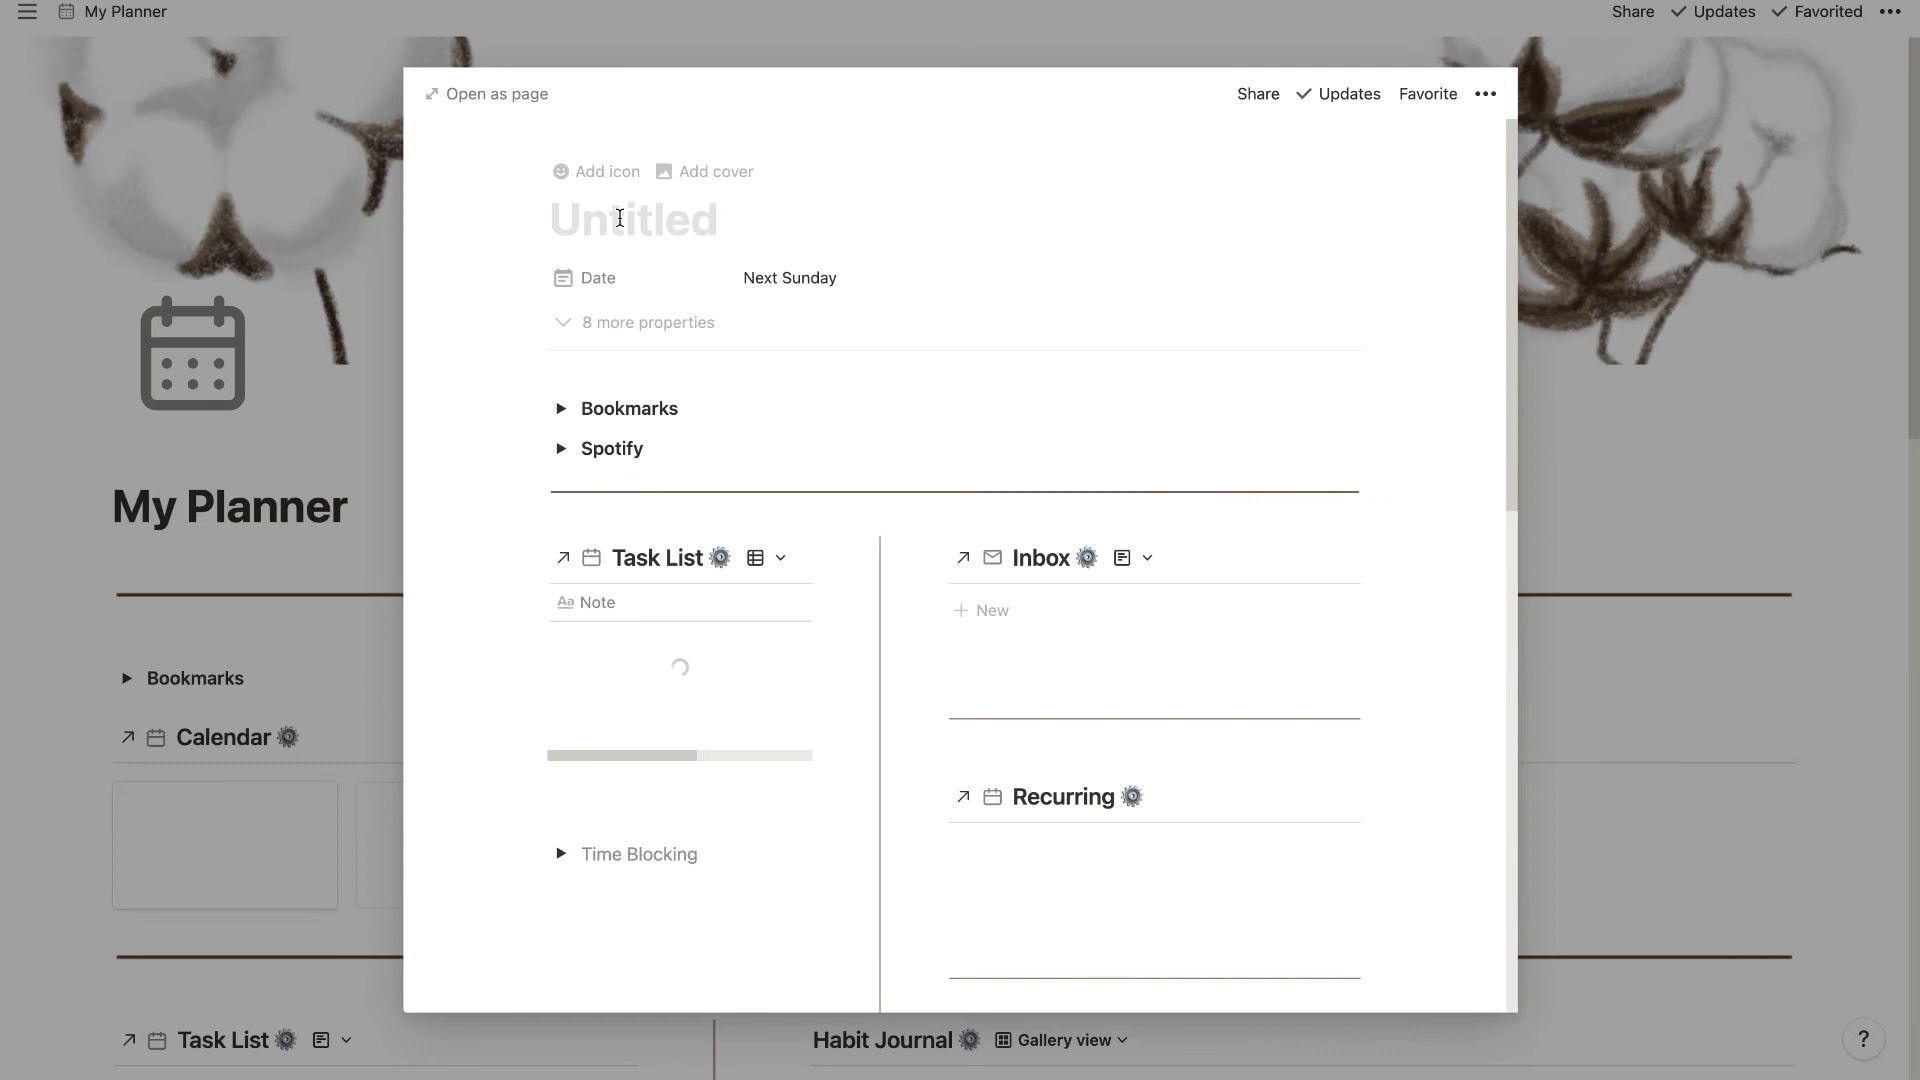 My Planner
Share Updates Favorited
Open as page
Share Updates Favorite
Add icon Add cover
Untitled
Date Next Sunday
8 more properties
Bookmarks
Spotify
Task List
Aa Note
Time Blocking
Inbox
New
Recurring
My Planner
Bookmarks
Calendar
Task List
Habit Journal Gallery view
?